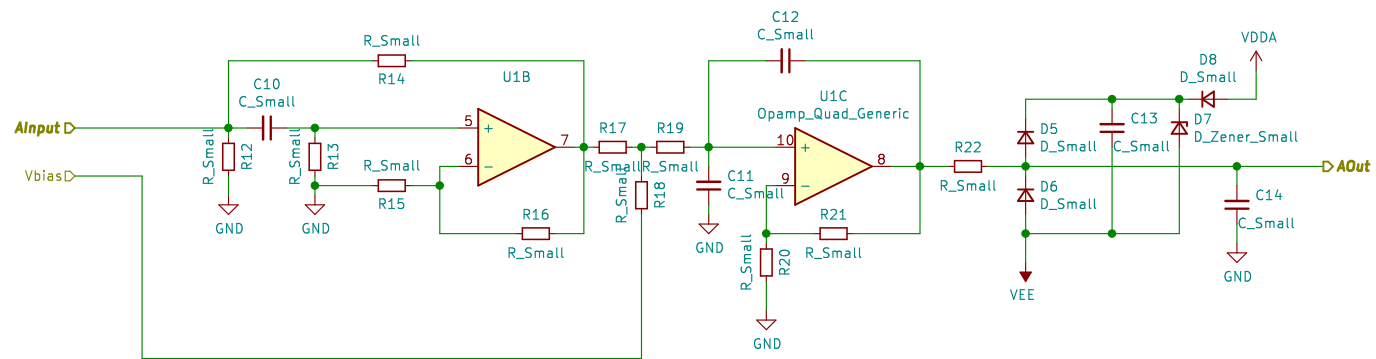 C12
C_Small
R_Small
R14
U1B
VDDA
D8
D_Small
C10
C_Small
U1C
Opamp_Quad_Generic
AInput
R_Small
R12
R_Small
R13
5
+
6
−
7
R17
R_Small
R19
R_Small
10
+
9
−
8
D5
D_Small
C13
C_Small
D7
D_Zener_Small
Vbias
R_Small
R15
R_Small
R18
C11
C_Small
R22
R_Small
D6
D_Small
AOut
C14
C_Small
GND
GND
R16
R_Small
GND
R21
R_Small
R_Small
R20
GND
VEE
GND